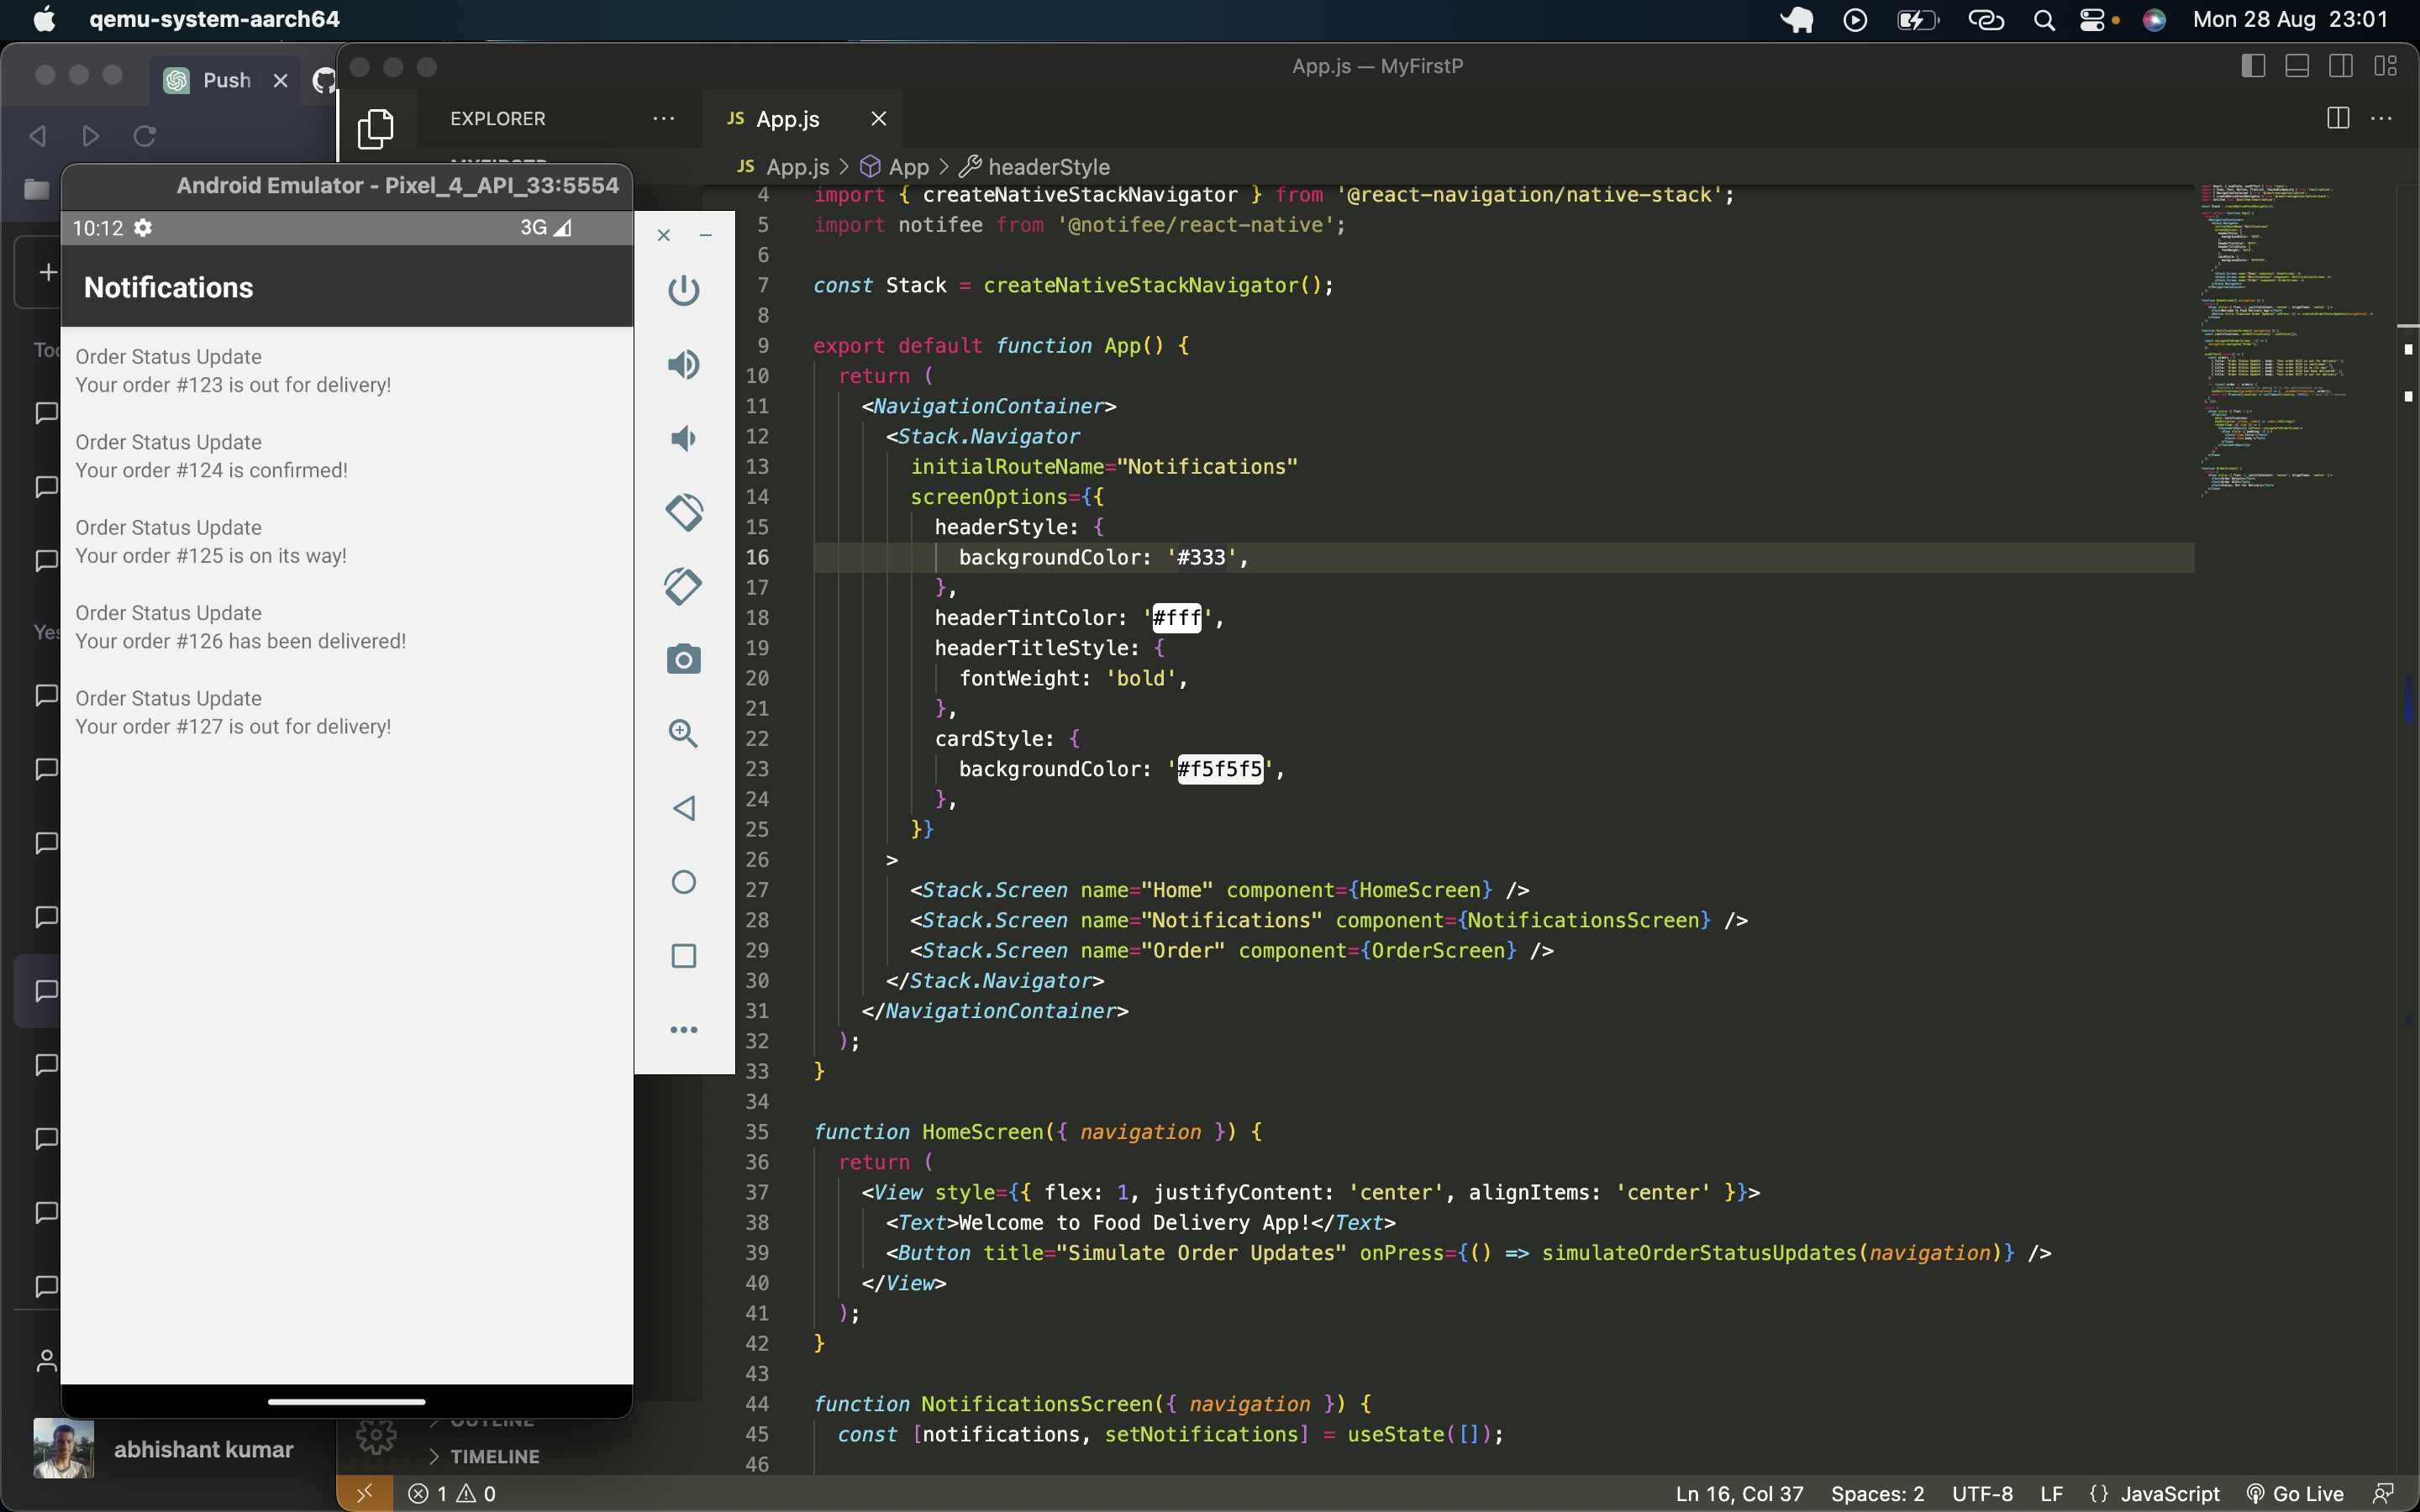 qemu-system-aarch64
Mon 28 Aug 23:01
Push
App.js — MyFirstP
EXPLORER
JS App.js
JS App.js > App > headerStyle
Android Emulator - Pixel_4_API_33:5554
10:12
3G
Notifications
Order Status Update
Your order #123 is out for delivery!
Order Status Update
Your order #124 is confirmed!
Order Status Update
Your order #125 is on its way!
Order Status Update
Your order #126 has been delivered!
Order Status Update
Your order #127 is out for delivery!
4 import { createNativeStackNavigator } from '@react-navigation/native-stack';
5 import notifee from '@notifee/react-native';
6
7 const Stack = createNativeStackNavigator();
8
9 export default function App() {
10 return (
11 <NavigationContainer>
12 <Stack.Navigator
13 initialRouteName="Notifications"
14 screenOptions={{
15 headerStyle: {
16 backgroundColor: '#333',
17 },
18 headerTintColor: '#fff',
19 headerTitleStyle: {
20 fontWeight: 'bold',
21 },
22 cardStyle: {
23 backgroundColor: '#f5f5f5',
24 },
25 }}
26 >
27 <Stack.Screen name="Home" component={HomeScreen} />
28 <Stack.Screen name="Notifications" component={NotificationsScreen} />
29 <Stack.Screen name="Order" component={OrderScreen} />
30 </Stack.Navigator>
31 </NavigationContainer>
32 );
33 }
34
35 function HomeScreen({ navigation }) {
36 return (
37 <View style={{ flex: 1, justifyContent: 'center', alignItems: 'center' }}>
38 <Text>Welcome to Food Delivery App!</Text>
39 <Button title="Simulate Order Updates" onPress={() => simulateOrderStatusUpdates(navigation)} />
40 </View>
41 );
42 }
43
44 function NotificationsScreen({ navigation }) {
45 const [notifications, setNotifications] = useState([]);
46
abhishant kumar
OUTLINE
TIMELINE
1 0
Ln 16, Col 37 Spaces: 2 UTF-8 LF {} JavaScript Go Live